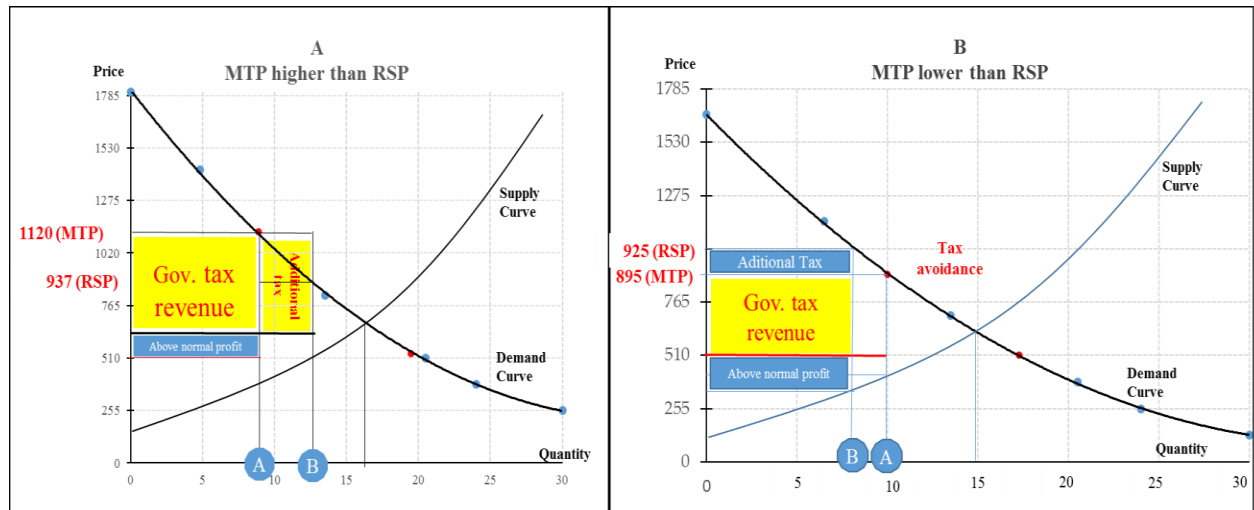 A
MTP higher than RSP
Price
1785
1530
1275
1120 (MTP)
1020
937 (RSP)
765
510
255
0
Supply
Curve
Gov. tax
revenue
Additional
tax
Above normal profit
Demand
Curve
A
B
Quantity
0
5
10
15
20
25
30
B
MTP lower than RSP
Price
1785
1530
1275
925 (RSP)
895 (MTP)
765
510
255
0
Supply
Curve
Tax
avoidance
Aditional Tax
Gov. tax
revenue
Above normal profit
Demand
Curve
B
A
Quantity
0
5
10
15
20
25
30